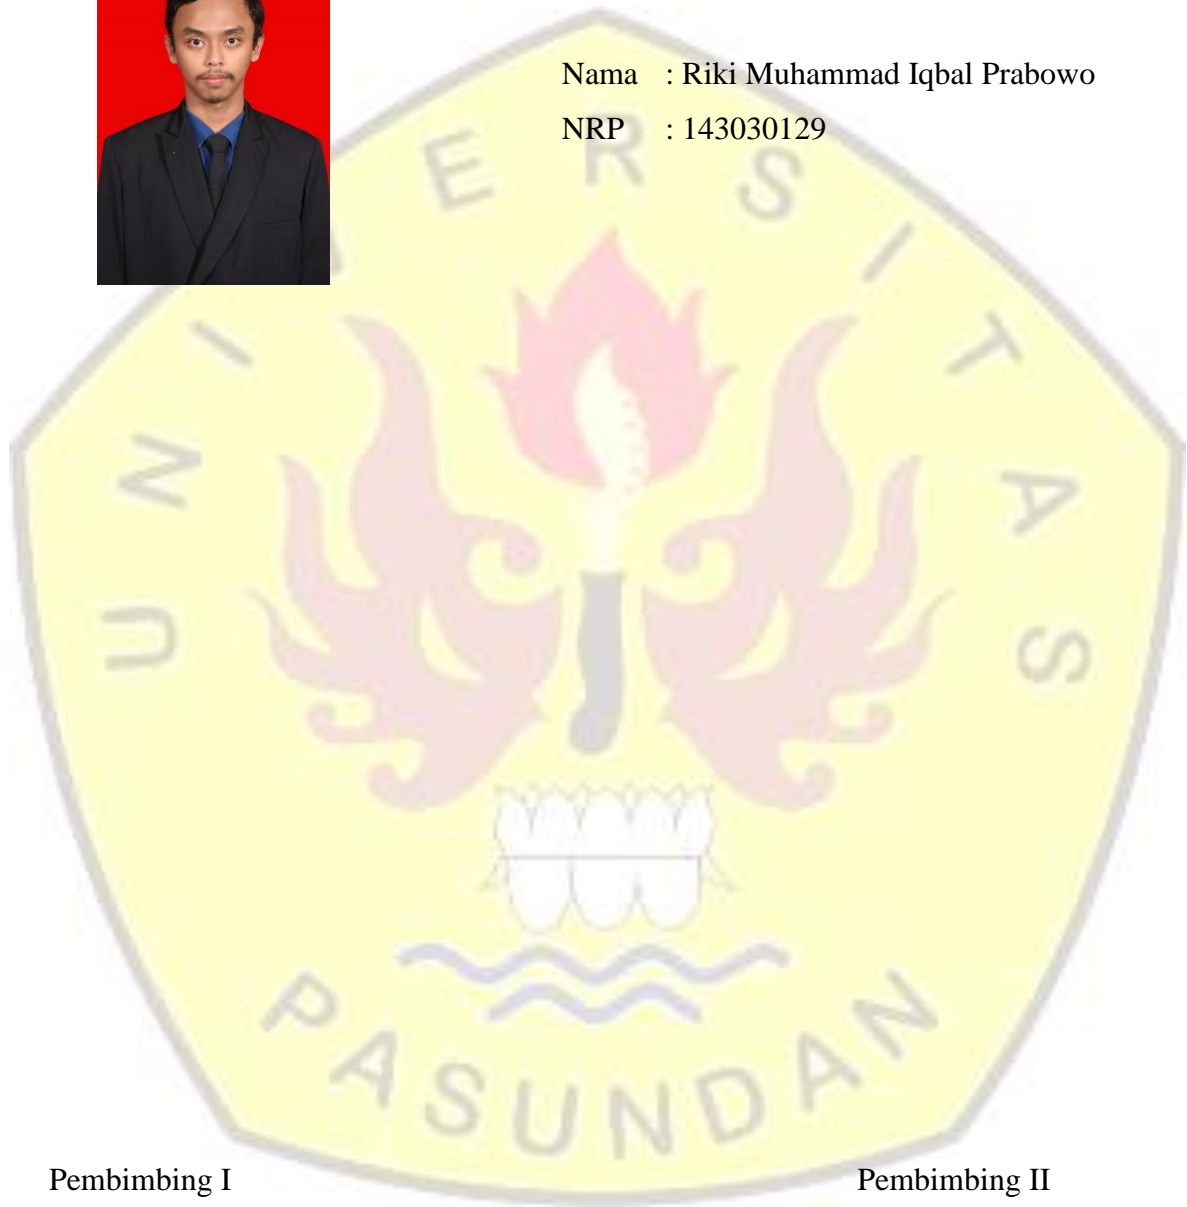 Nama : Riki Muhammad Iqbal Prabowo
NRP : 143030129
UNIVERSITAS
PASUNDAN
Pembimbing I Pembimbing II